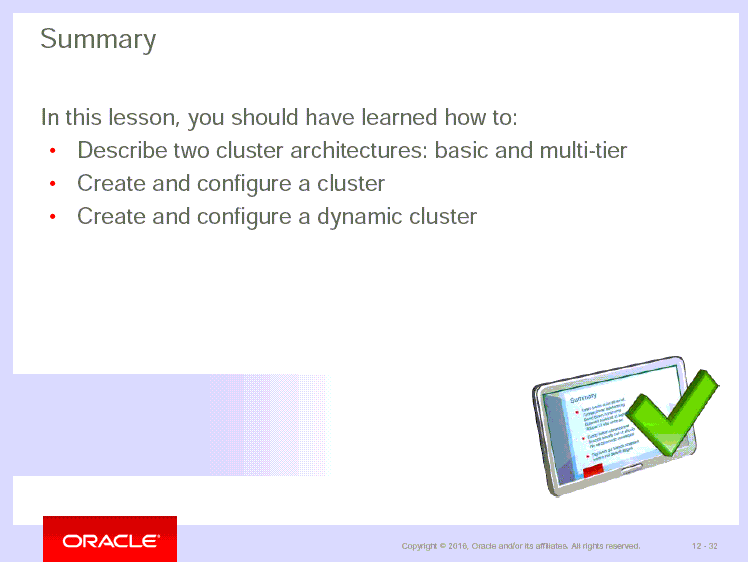 Summary
In this lesson, you should have learned how to:
• Describe two cluster architectures: basic and multi-tier
• Create and configure a cluster
• Create and configure a dynamic cluster
Summary
ORACLE
Copyright © 2016, Oracle and/or its affiliates. All rights reserved.
12 - 32